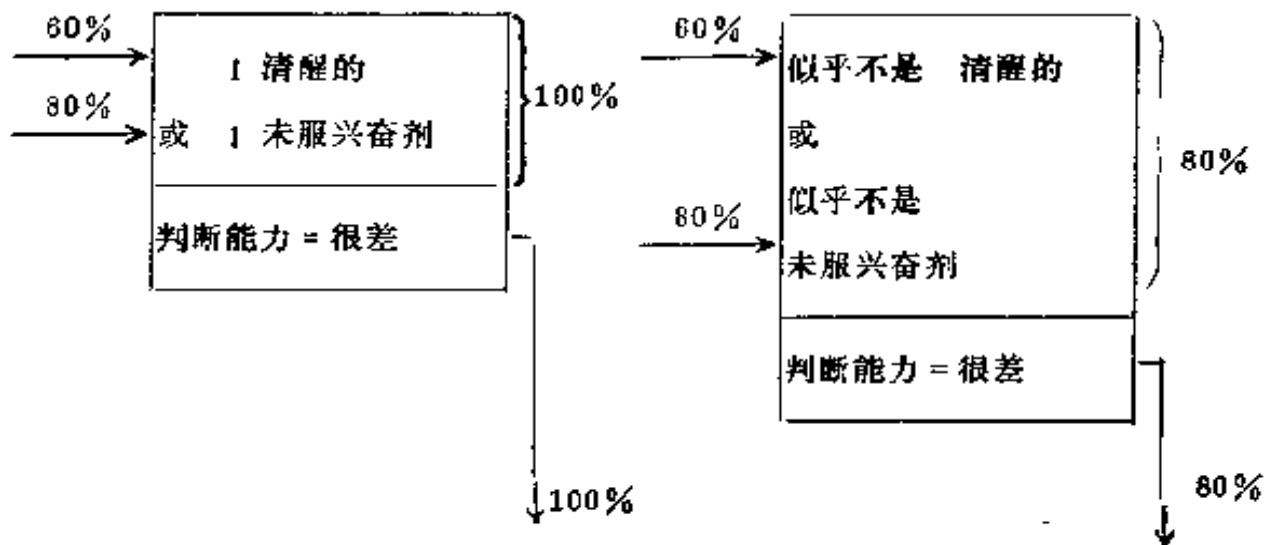 60%
1 清醒的
80%
或 1 未服兴奋剂
100%
判断能力 = 很差
100%
60%
似乎不是 清醒的
或
似乎不是
80%
未服兴奋剂
80%
判断能力 = 很差
80%